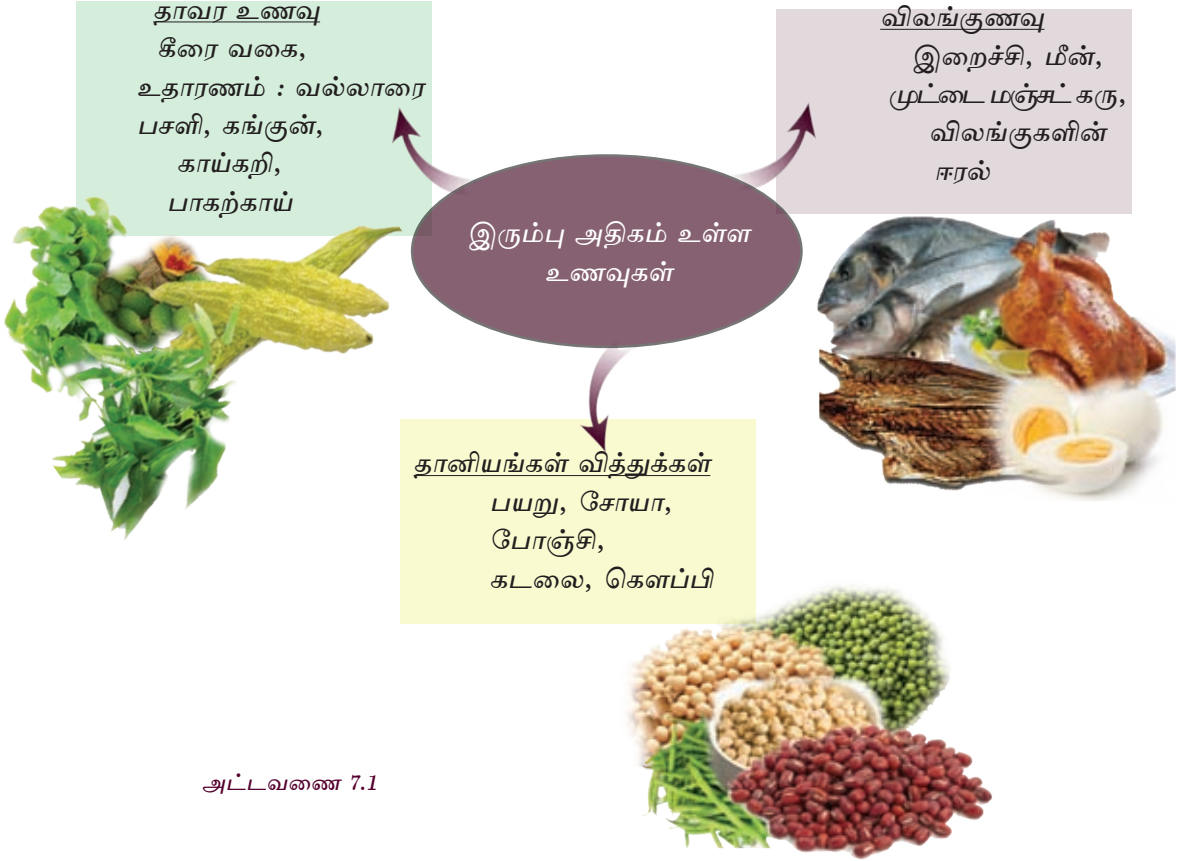 தாவர உணவு
கீரை வகை,
உதாரணம் : வல்லாரை
பசளி, கங்குன்,
காய்கறி,
பாகற்காய்
விலங்குணவு
இறைச்சி, மீன்,
முட்டை மஞ்சட் கரு,
விலங்குகளின்
ஈரல்
இரும்பு அதிகம் உள்ள
உணவுகள்
தானியங்கள் வித்துக்கள்
பயறு, சோயா,
போஞ்சி,
கடலை, கௌப்பி
அட்டவணை 7.1